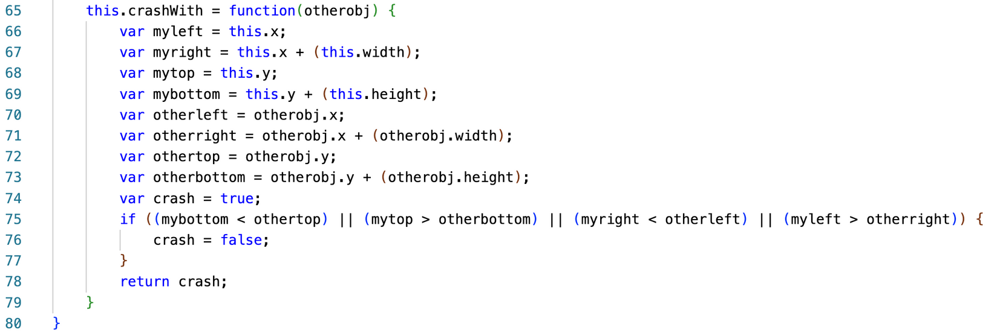 65 this.crashWith = function(otherobj) {
66 var myleft = this.x;
67 var myright = this.x + (this.width);
68 var mytop = this.y;
69 var mybottom = this.y + (this.height);
70 var otherleft = otherobj.x;
71 var otherright = otherobj.x + (otherobj.width);
72 var othertop = otherobj.y;
73 var otherbottom = otherobj.y + (otherobj.height);
74 var crash = true;
75 if ((mybottom < othertop) || (mytop > otherbottom) || (myright < otherleft) || (myleft > otherright)) {
76 crash = false;
77 }
78 return crash;
79 }
80 }